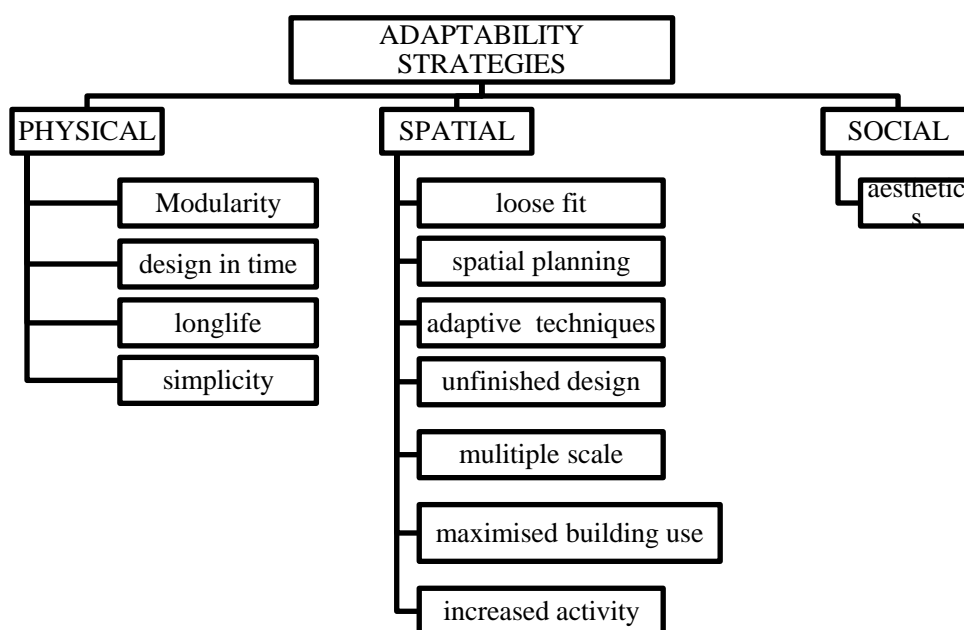 ADAPTABILITY
STRATEGIES
PHYSICAL
SPATIAL
SOCIAL
Modularity
design in time
longlife
simplicity
loose fit
spatial planning
adaptive techniques
unfinished design
mulitiple scale
maximised building use
increased activity
aesthetic
s